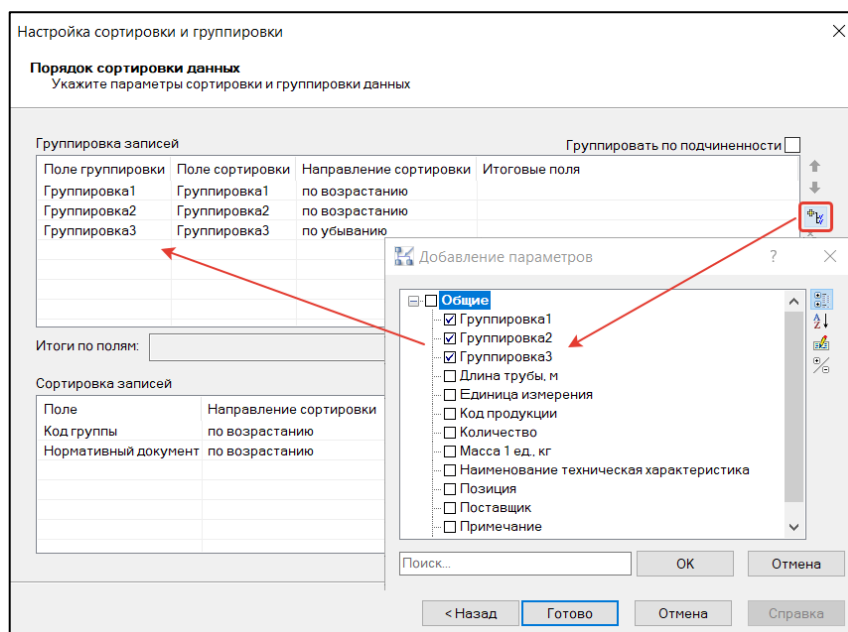 Настройка сортировки и группировки
Порядок сортировки данных
Укажите параметры сортировки и группировки данных
Группировка записей
Группировать по подчиненности
Поле группировки Поле сортировки Направление сортировки Итоговые поля
Группировка1 Группировка1 по возрастанию
Группировка2 Группировка2 по возрастанию
Группировка3 Группировка3 по убыванию
Итоги по полям:
Сортировка записей
Поле Направление сортировки
Код группы по возрастанию
Нормативный документ по возрастанию
Добавление параметров ?
Общие
Группировка1
Группировка2
Группировка3
Длина трубы, м
Единица измерения
Код продукции
Количество
Масса 1 ед., кг
Наименование техническая характеристика
Позиция
Поставщик
Примечание
Поиск...
OK
Отмена
< Назад
Готово
Отмена
Справка